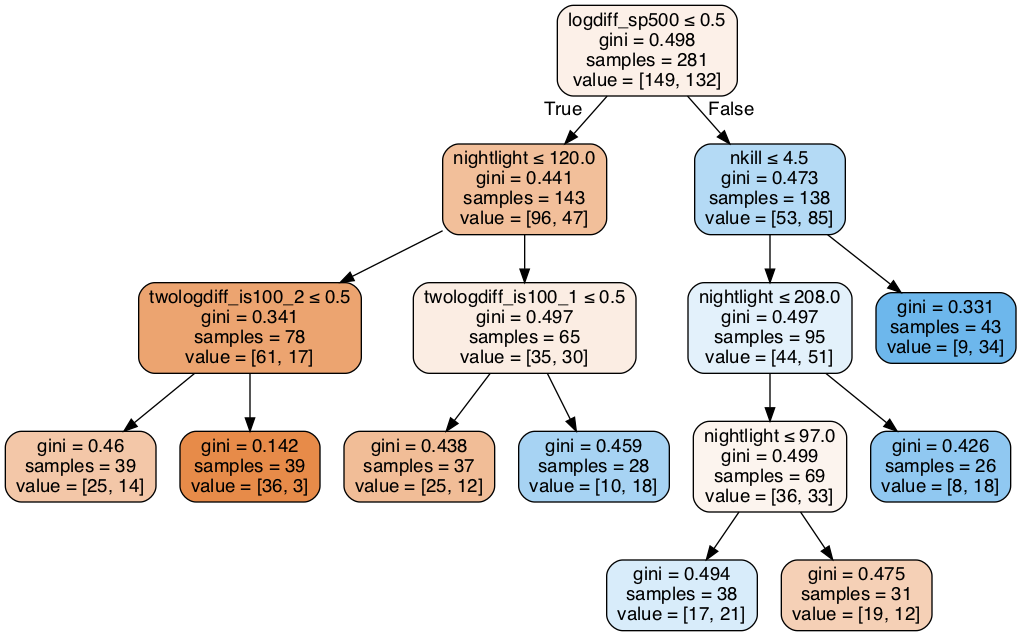 logdiff_sp500 ≤ 0.5
gini = 0.498
samples = 281
value = [149, 132]
True
False
nightlight ≤ 120.0
gini = 0.441
samples = 143
value = [96, 47]
nkill ≤ 4.5
gini = 0.473
samples = 138
value = [53, 85]
twologdiff_is100_2 ≤ 0.5
gini = 0.341
samples = 78
value = [61, 17]
twologdiff_is100_1 ≤ 0.5
gini = 0.497
samples = 65
value = [35, 30]
nightlight ≤ 208.0
gini = 0.497
samples = 95
value = [44, 51]
gini = 0.331
samples = 43
value = [9, 34]
gini = 0.46
samples = 39
value = [25, 14]
gini = 0.142
samples = 39
value = [36, 3]
gini = 0.438
samples = 37
value = [25, 12]
gini = 0.459
samples = 28
value = [10, 18]
nightlight ≤ 97.0
gini = 0.499
samples = 69
value = [36, 33]
gini = 0.426
samples = 26
value = [8, 18]
gini = 0.494
samples = 38
value = [17, 21]
gini = 0.475
samples = 31
value = [19, 12]